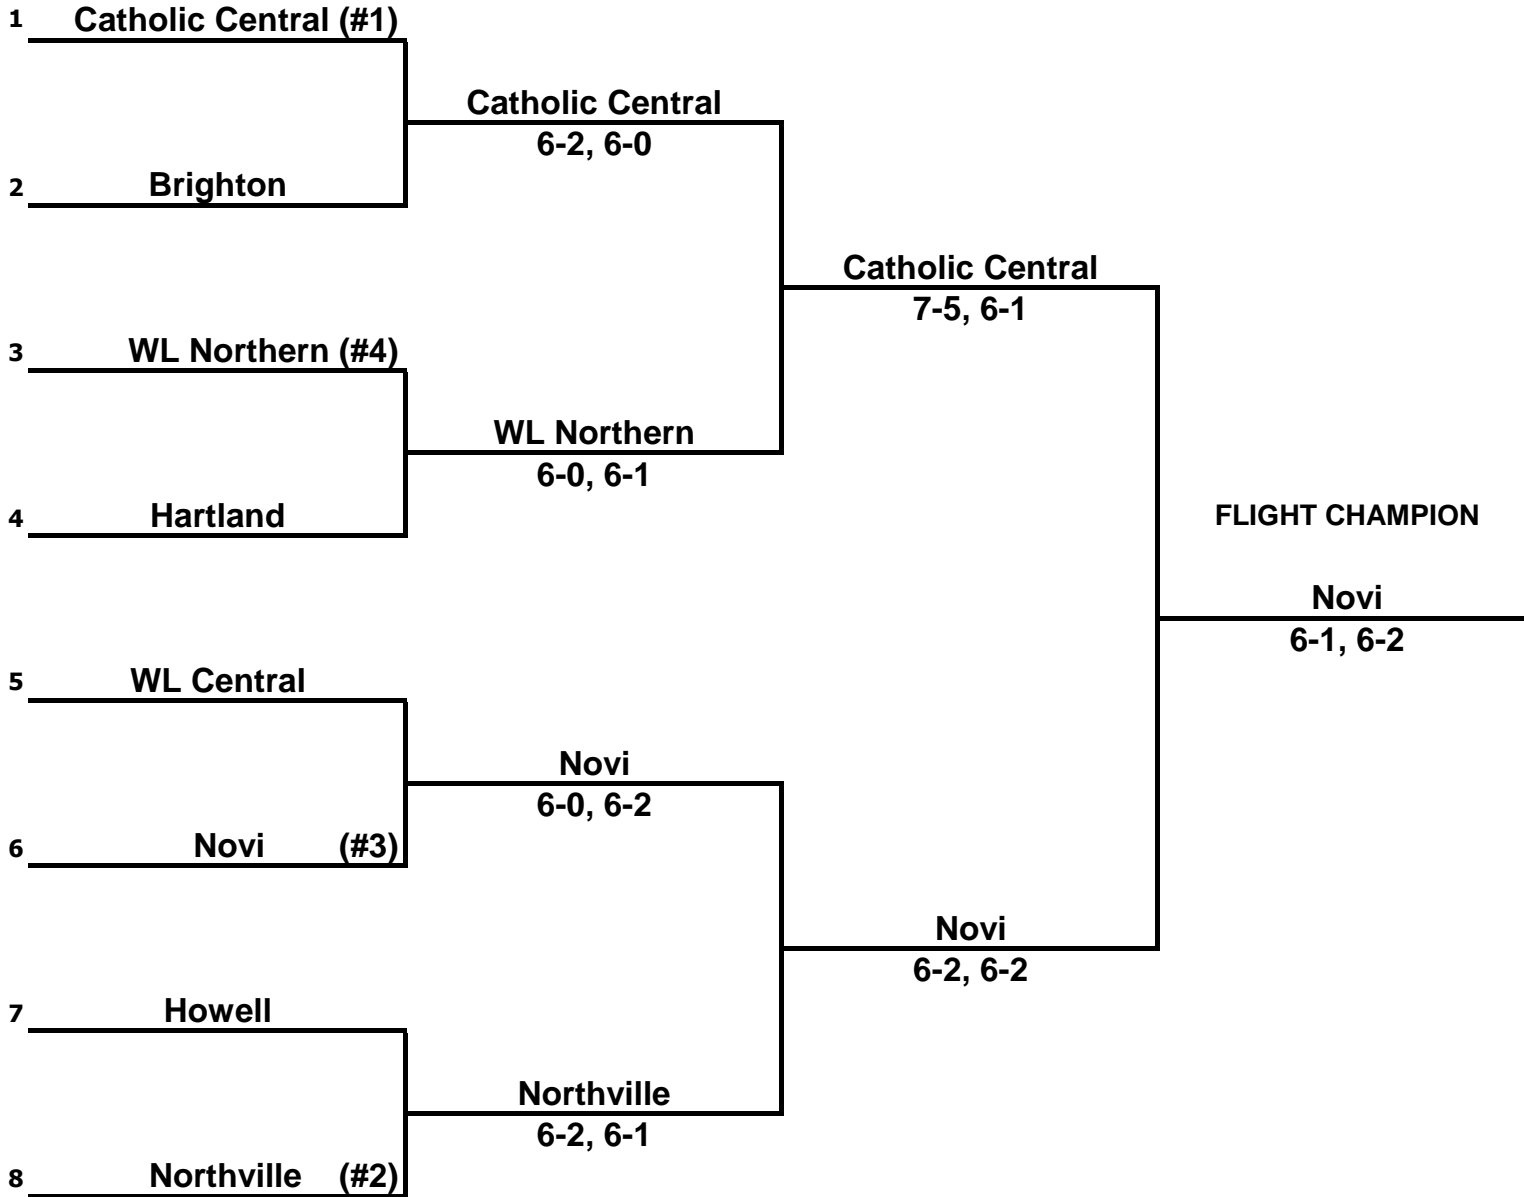 1 Catholic Central (#1)
Catholic Central
6-2, 6-0
2 Brighton
Catholic Central
7-5, 6-1
3 WL Northern (#4)
WL Northern
6-0, 6-1
4 Hartland
FLIGHT CHAMPION
Novi
6-1, 6-2
5 WL Central
Novi
6-0, 6-2
6 Novi (#3)
Novi
6-2, 6-2
7 Howell
Northville
6-2, 6-1
8 Northville (#2)